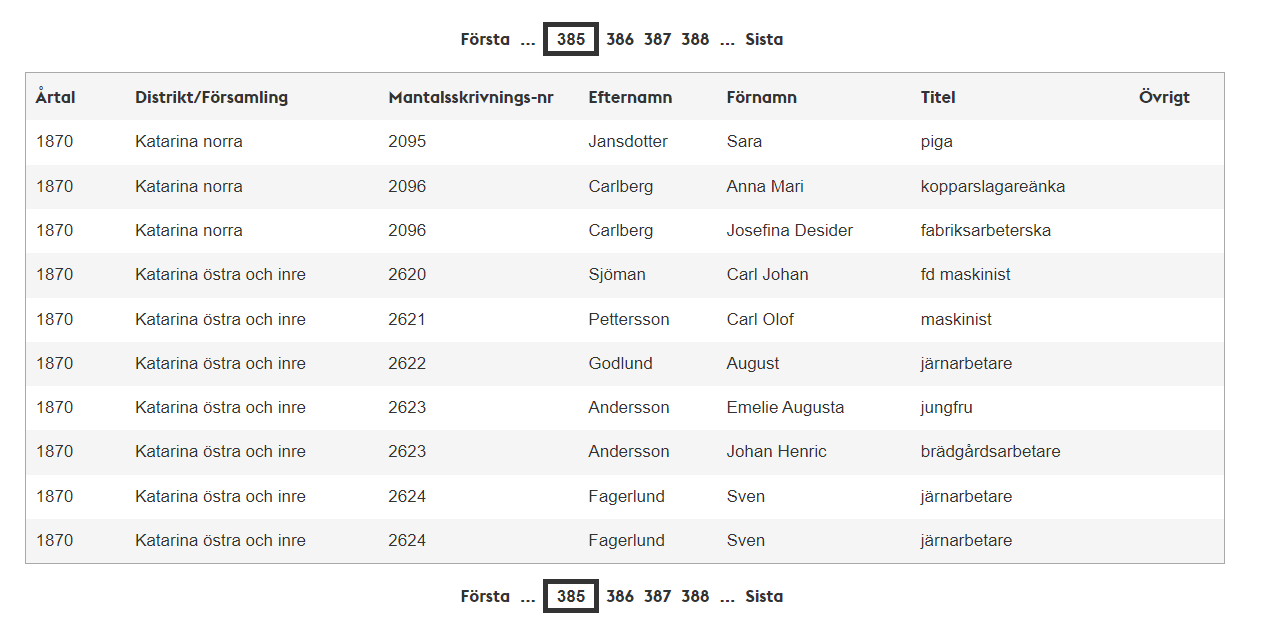 Första ... 385 386 387 388 ... Sista
Årtal Distrikt/Församling Mantalsskrivnings-nr Efternamn Förnamn Titel Övrigt
1870 Katarina norra 2095 Jansdotter Sara piga
1870 Katarina norra 2096 Carlberg Anna Mari kopparslagareänka
1870 Katarina norra 2096 Carlberg Josefina Desider fabriksarbeterska
1870 Katarina östra och inre 2620 Sjöman Carl Johan fd maskinist
1870 Katarina östra och inre 2621 Pettersson Carl Olof maskinist
1870 Katarina östra och inre 2622 Godlund August järnarbetare
1870 Katarina östra och inre 2623 Andersson Emelie Augusta jungfru
1870 Katarina östra och inre 2623 Andersson Johan Henric brädgårdsarbetare
1870 Katarina östra och inre 2624 Fagerlund Sven järnarbetare
1870 Katarina östra och inre 2624 Fagerlund Sven järnarbetare
Första ... 385 386 387 388 ... Sista